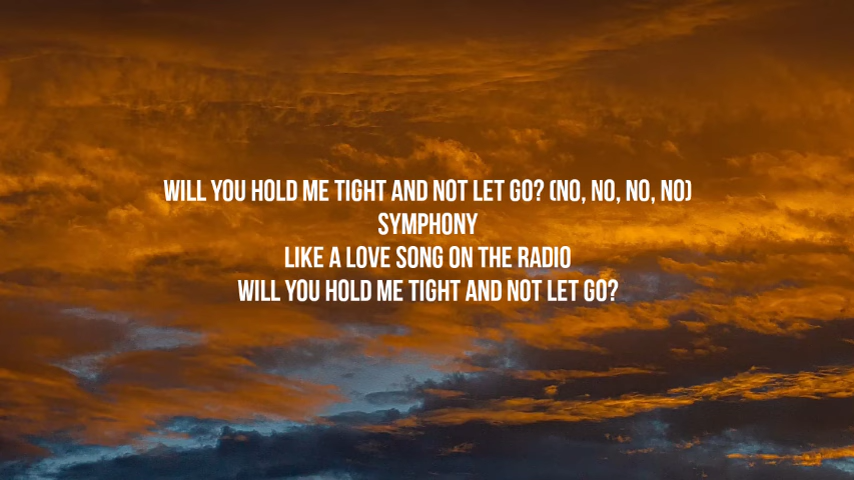 WILL YOU HOLD ME TIGHT AND NOT LET GO? (NO, NO, NO, NO)
SYMPHONY
LIKE A LOVE SONG ON THE RADIO
WILL YOU HOLD ME TIGHT AND NOT LET GO?